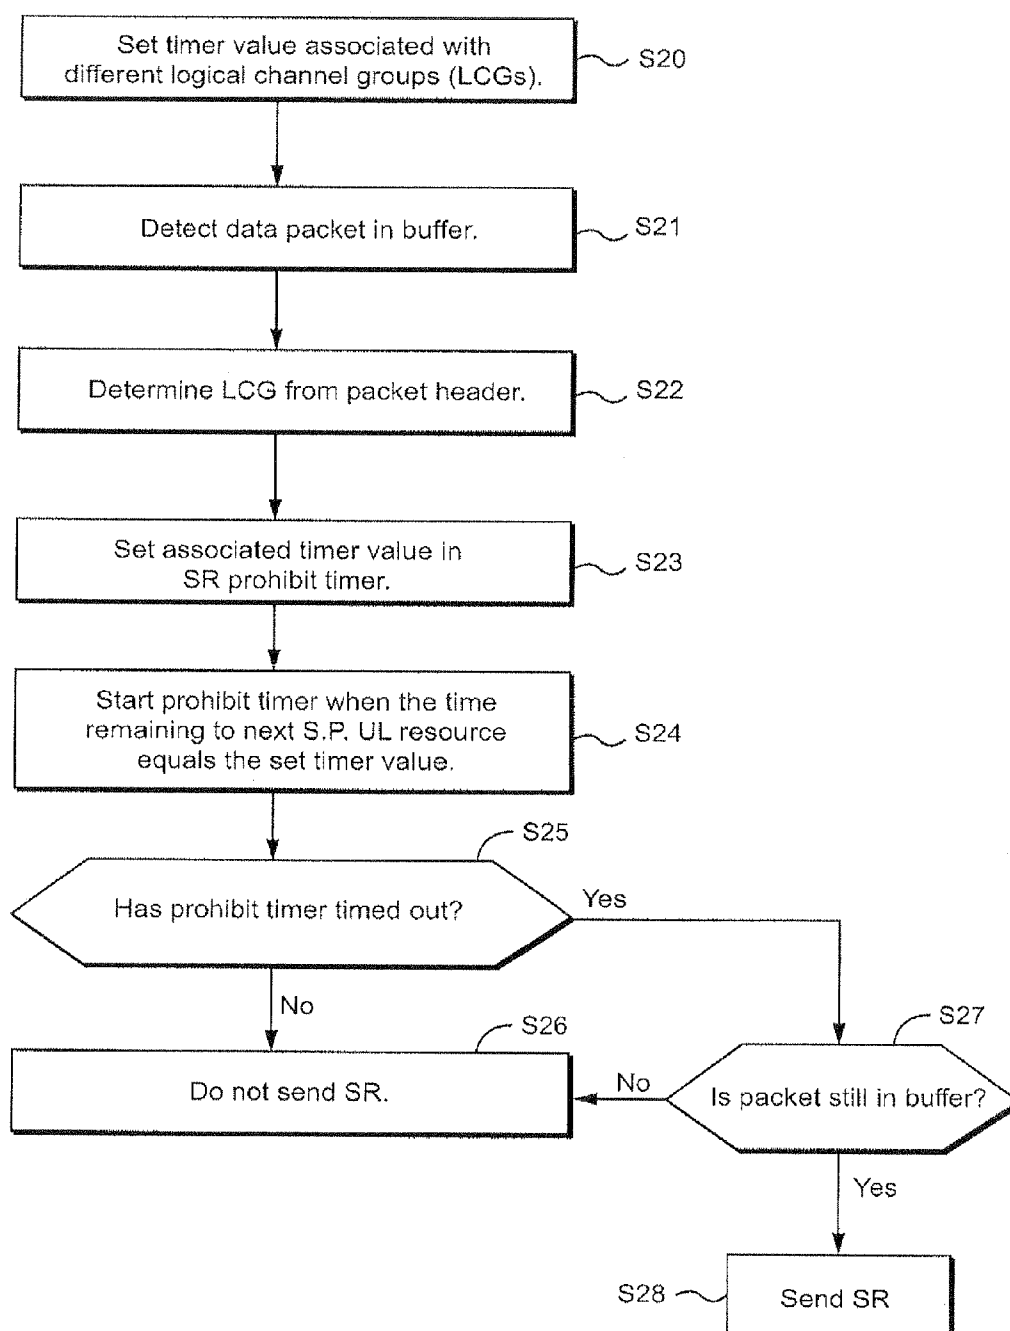 Set timer value associated with
different logical channel groups (LCGs).
S20
Detect data packet in buffer.
S21
Determine LCG from packet header.
S22
Set associated timer value in
SR prohibit timer.
S23
Start prohibit timer when the time
remaining to next S.P. UL resource
equals the set timer value.
S24
S25
Has prohibit timer timed out?
Yes
No
S26
Do not send SR.
S27
No
Is packet still in buffer?
Yes
S28
Send SR